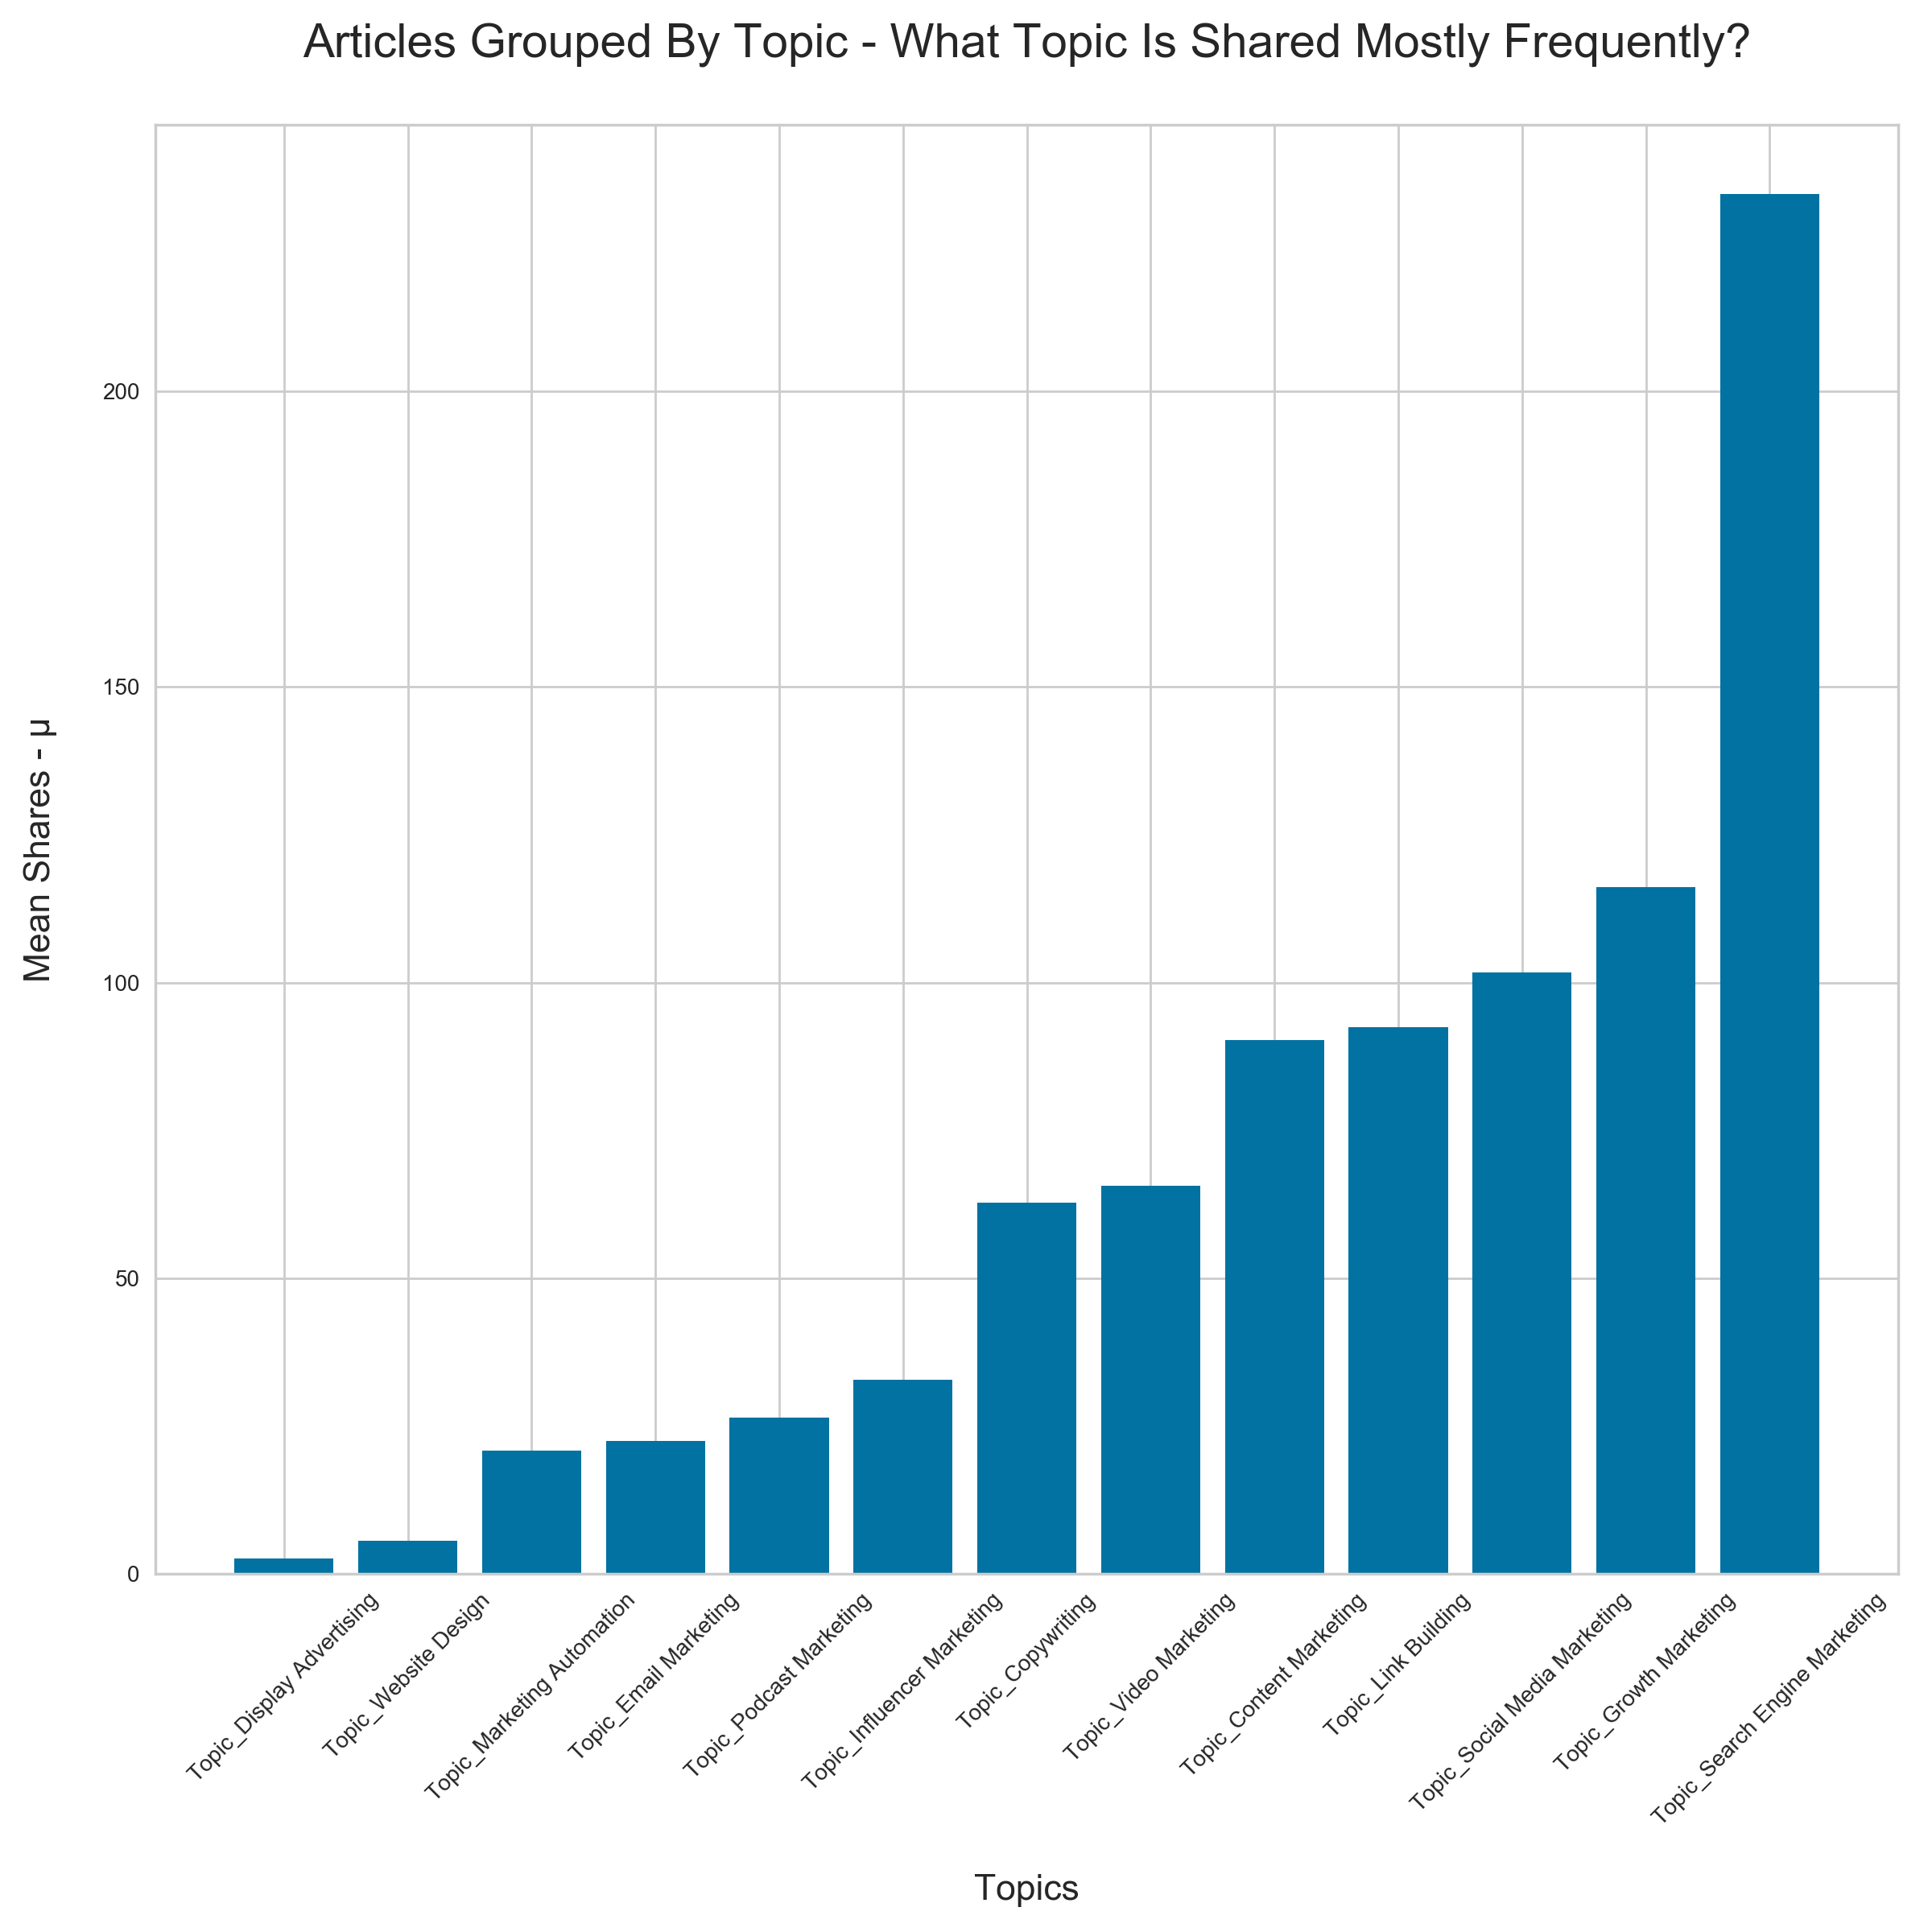 Articles Grouped By Topic - What Topic Is Shared Mostly Frequently?
Mean Shares - μ
200
150
100
50
0
Topic_Display Advertising
Topic_Website Design
Topic_Marketing Automation
Topic_Email Marketing
Topic_Podcast Marketing
Topic_Influencer Marketing
Topic_Copywriting
Topic_Video Marketing
Topic_Content Marketing
Topic_Link Building
Topic_Social Media Marketing
Topic_Growth Marketing
Topic_Search Engine Marketing
Topics